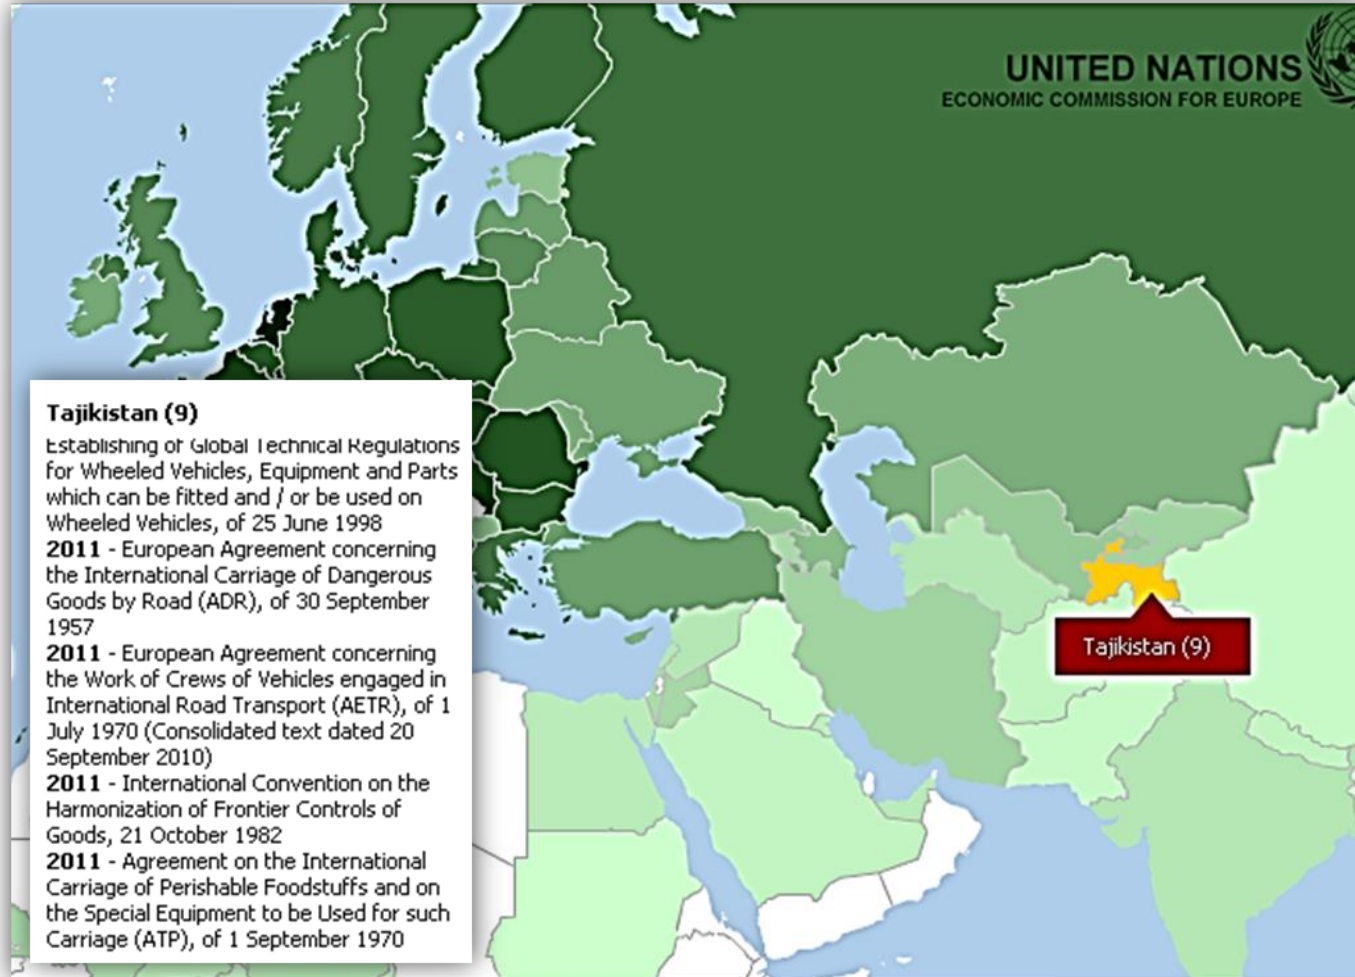 UNITED NATIONS
ECONOMIC COMMISSION FOR EUROPE
Tajikistan (9)
Establishing of Global Technical Regulations
for Wheeled Vehicles, Equipment and Parts
which can be fitted and / or be used on
Wheeled Vehicles, of 25 June 1998
2011 - European Agreement concerning
the International Carriage of Dangerous
Goods by Road (ADR), of 30 September
1957
2011 - European Agreement concerning
the Work of Crews of Vehicles engaged in
International Road Transport (AETR), of 1
July 1970 (Consolidated text dated 20
September 2010)
2011 - International Convention on the
Harmonization of Frontier Controls of
Goods, 21 October 1982
2011 - Agreement on the International
Carriage of Perishable Foodstuffs and on
the Special Equipment to be Used for such
Carriage (ATP), of 1 September 1970
Tajikistan (9)